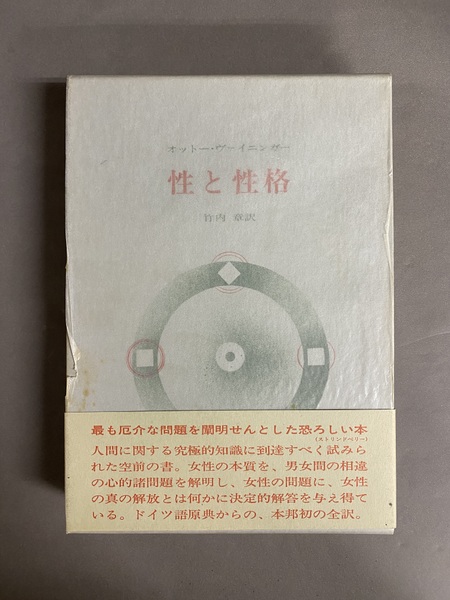 オットー・ヴーイニンガー
性と性格
竹内 章訳
最も厄介な問題を闡明せんとした恐ろしい本
(ストリンドベリー)
人間に関する究極的知識に到達すべく試みら
れた空前の書。女性の本質を、男女間の相違
の心的諸問題を解明し、女性の問題に、女性
の真の解放とは何かに決定的解答を与え得て
いる。ドイツ語原典からの、本邦初の全訳。